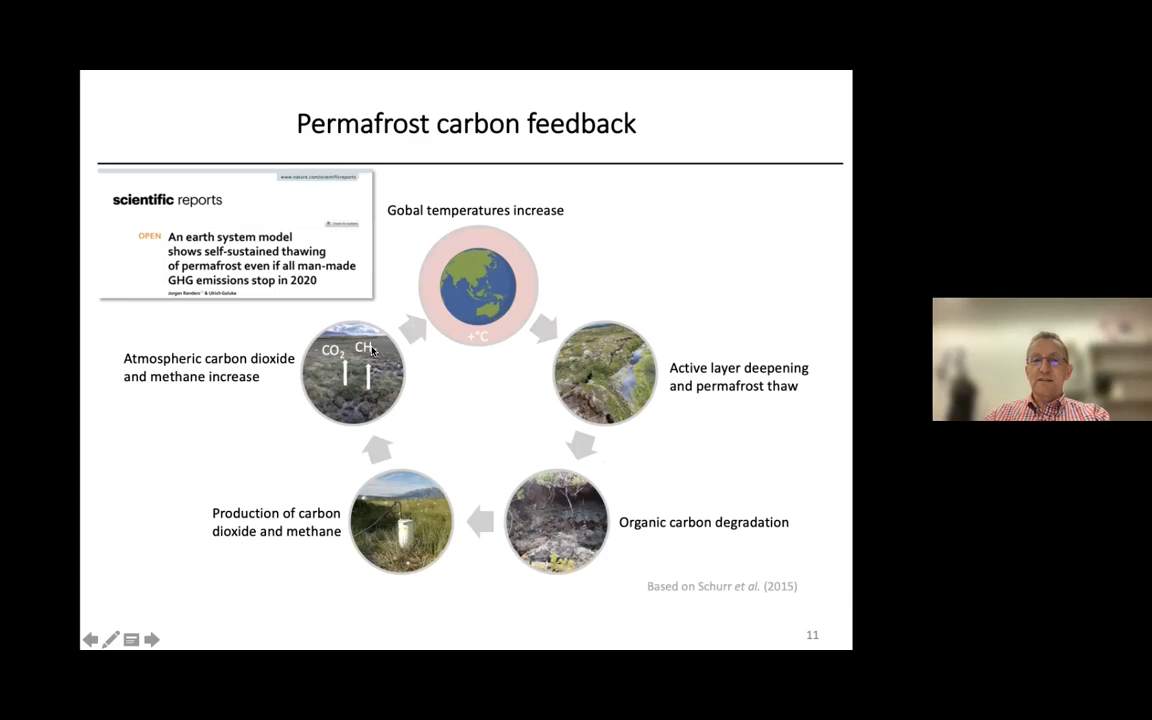 Permafrost carbon feedback
www.nature.com/scientificreports
scientific reports
OPEN
An earth system model
shows self-sustained thawing
of permafrost even if all man-made
GHG emissions stop in 2020
Jorgen Randers & Ulrich Goluke
Gobal temperatures increase
+°C
CO2
CH
Atmospheric carbon dioxide
and methane increase
Active layer deepening
and permafrost thaw
Production of carbon
dioxide and methane
Organic carbon degradation
Based on Schurr et al. (2015)
11